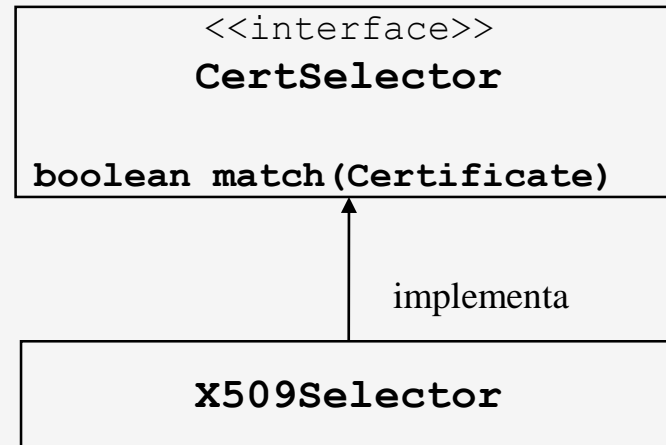 <<interface>>
CertSelector
boolean match(Certificate)
implementa
X509Selector